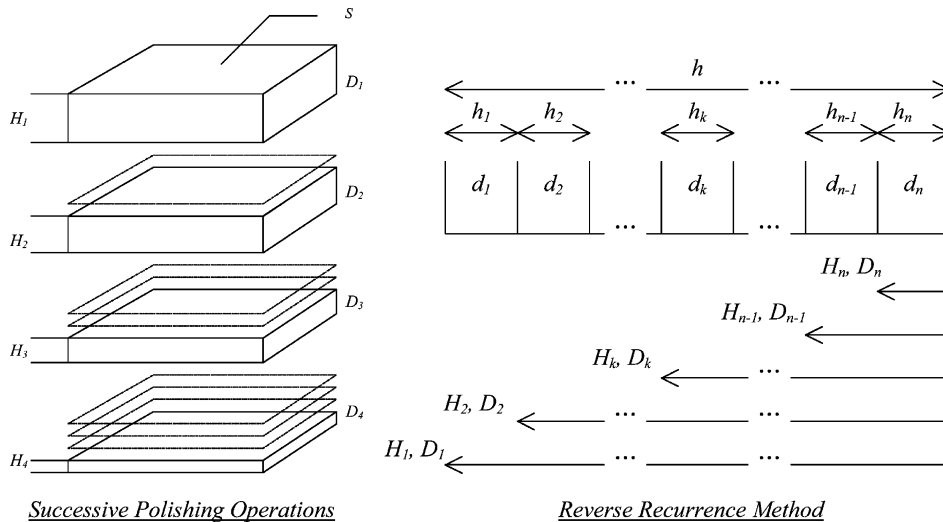 S
D1
H1
D2
H2
D3
H3
D4
H4
Successive Polishing Operations
... h ...
h1 h2 hk hn-1 hn
d1 d2 dk dn-1 dn
... ...
Hn, Dn
Hn-1, Dn-1
Hk, Dk ...
H2, D2 ... ...
H1, D1 ... ...
Reverse Recurrence Method